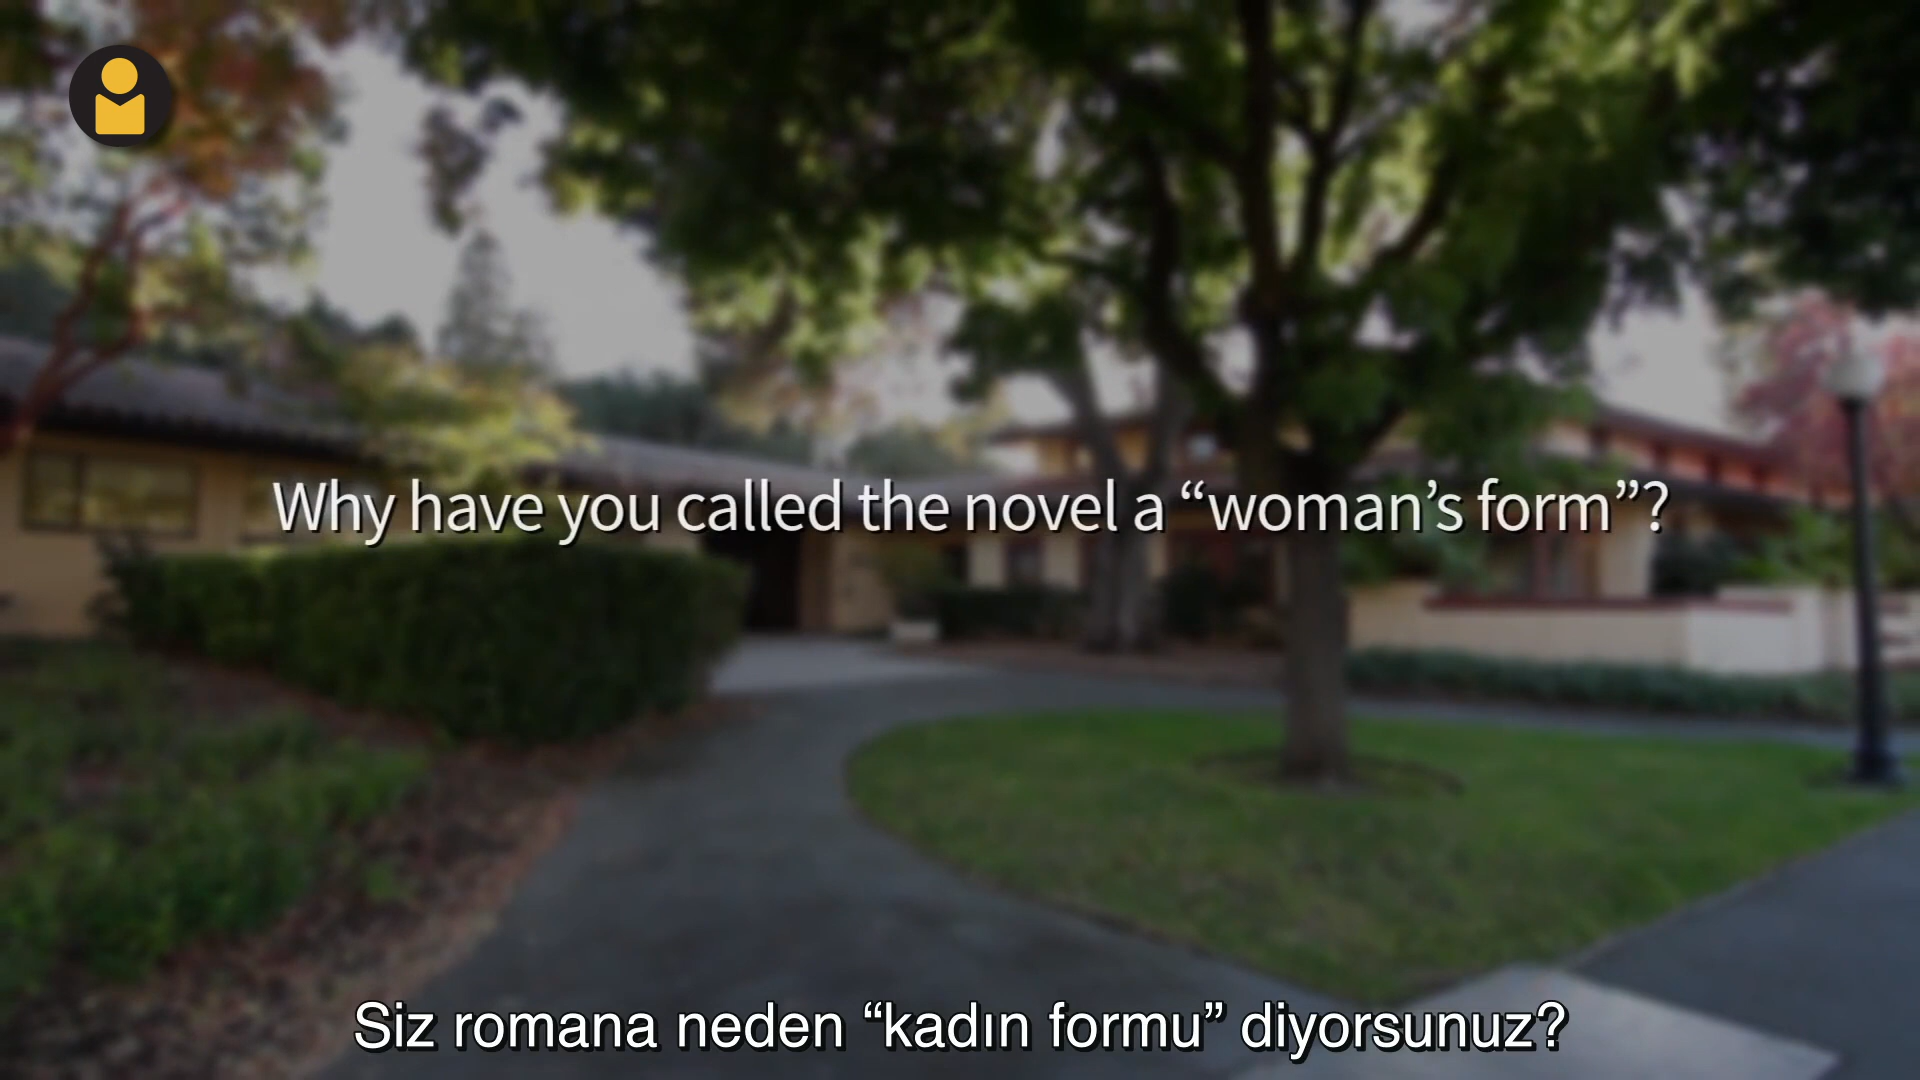 Why have you called the novel a “woman’s form”?
Siz romana neden “kadın formu” diyorsunuz?